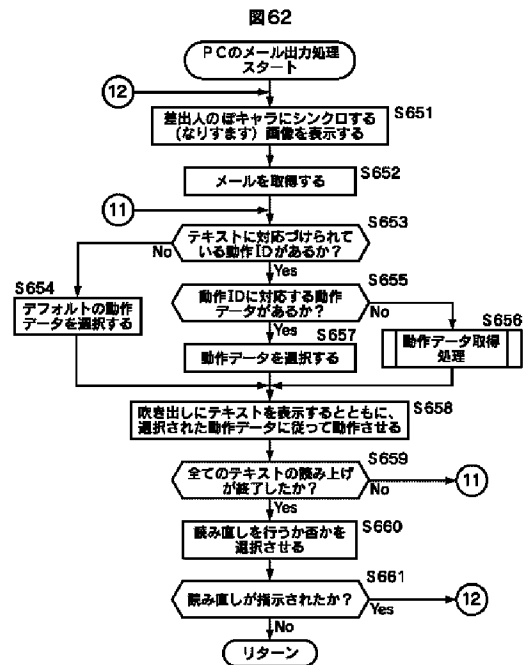 図62
PCのメール出力処理
スタート
12
差出人のぽキャラにシンクロする
(なりすます)画像を表示する
S651
メールを取得する
S652
11
テキストに対応づけられて
いる動作IDがあるか?
S653
No
Yes
S654
デフォルトの動作
データを選択する
動作IDに対応する動作
データがあるか?
S655
No
Yes
S656
動作データ取得
処理
S657
動作データを選択する
吹き出しにテキストを表示するとともに、
選択された動作データに従って動作させる
S658
全てのテキストの読み上げ
が終了したか?
S659
No
11
Yes
読み直しを行うか否かを
選択させる
S660
読み直しが指示されたか?
S661
Yes
12
No
リターン